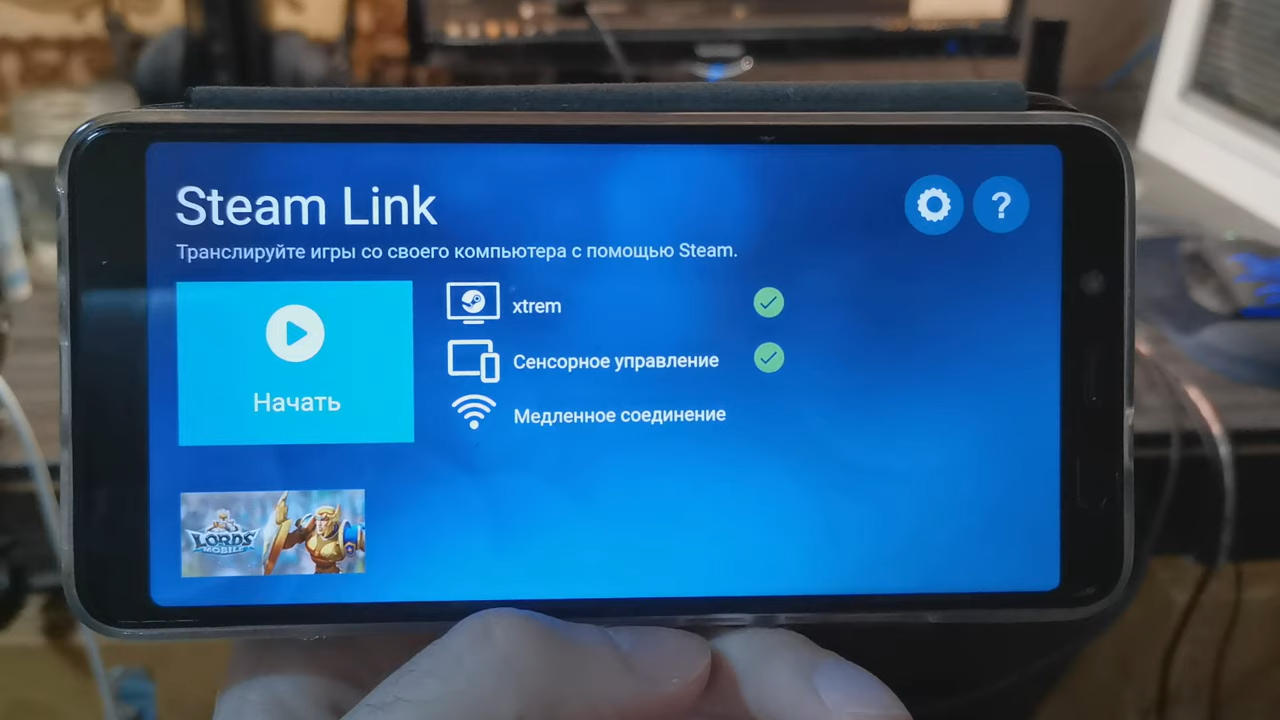 Steam Link
?
Транслируйте игры со своего компьютера с помощью Steam.
xtrem
Сенсорное управление
Медленное соединение
Начать
LORDS
MOBILE